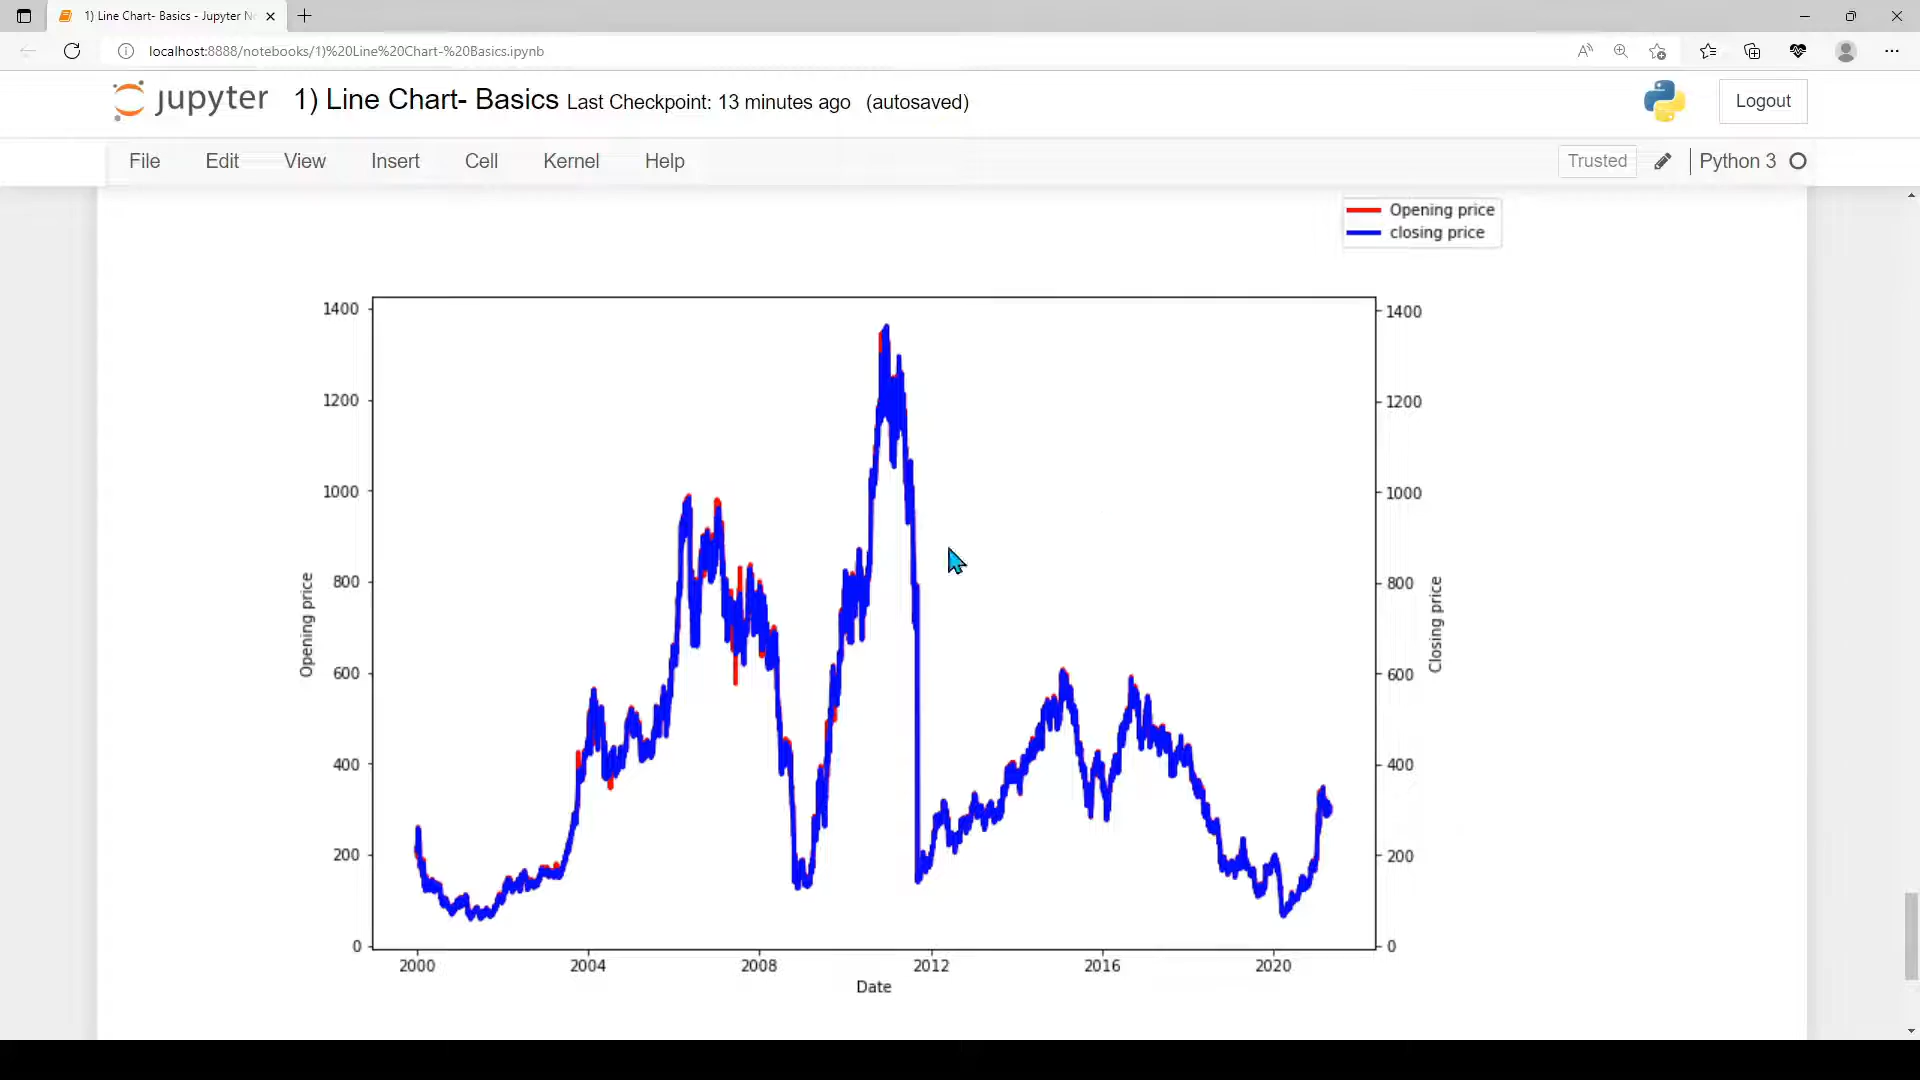 1) Line Chart- Basics - Jupyter N
localhost:8888/notebooks/1)%20Line%20Chart-%20Basics.ipynb
jupyter 1) Line Chart- Basics Last Checkpoint: 13 minutes ago (autosaved) Logout
File Edit View Insert Cell Kernel Help Trusted Python 3
Opening price
closing price
1400 1400
1200 1200
1000 1000
800 800
600 600
400 400
200 200
0 0
Opening price
Closing price
2000 2004 2008 2012 2016 2020
Date